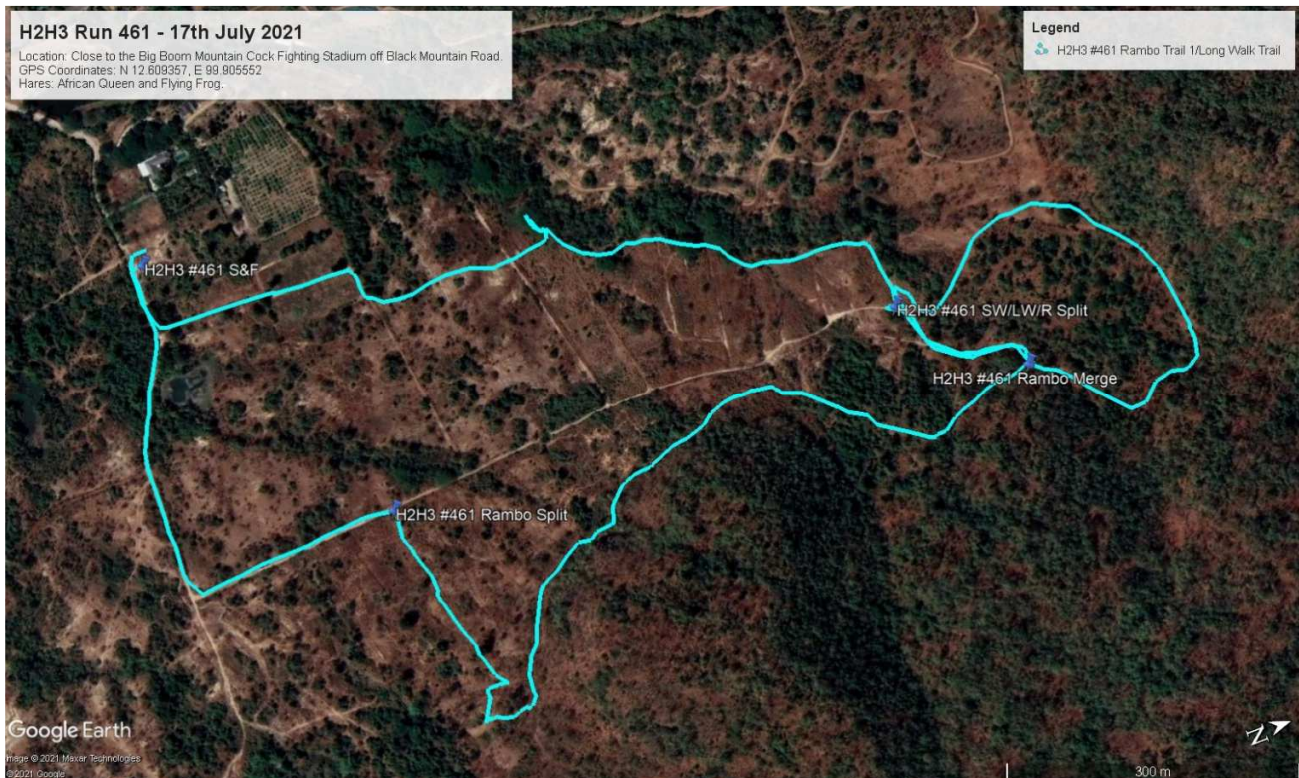 H2H3 Run 461 - 17th July 2021
Location: Close to the Big Boom Mountain Cock Fighting Stadium off Black Mountain Road.
GPS Coordinates: N 12.609357, E 99.905552
Hares: African Queen and Flying Frog.
Legend
H2H3 #461 Rambo Trail 1/Long Walk Trail
H2H3 #461 S&F
H2H3 #461 SW/LW/R Split
H2H3 #461 Rambo Merge
H2H3 #461 Rambo Split
Google Earth
Image © 2021 Maxar Technologies
©2021 Google
N
300 m